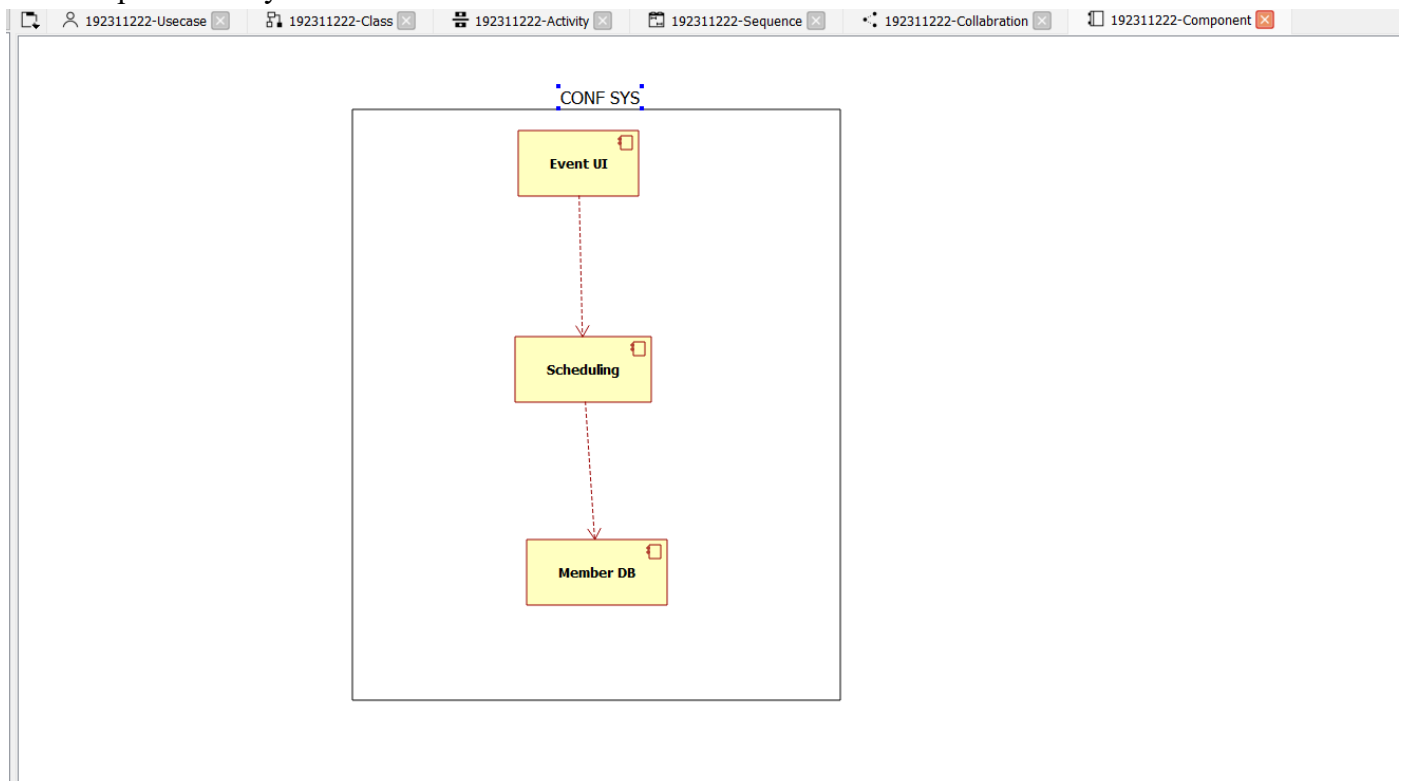 192311222-Usecase
192311222-Class
192311222-Activity
192311222-Sequence
192311222-Collabration
192311222-Component
CONF SYS
Event UI
Scheduling
Member DB